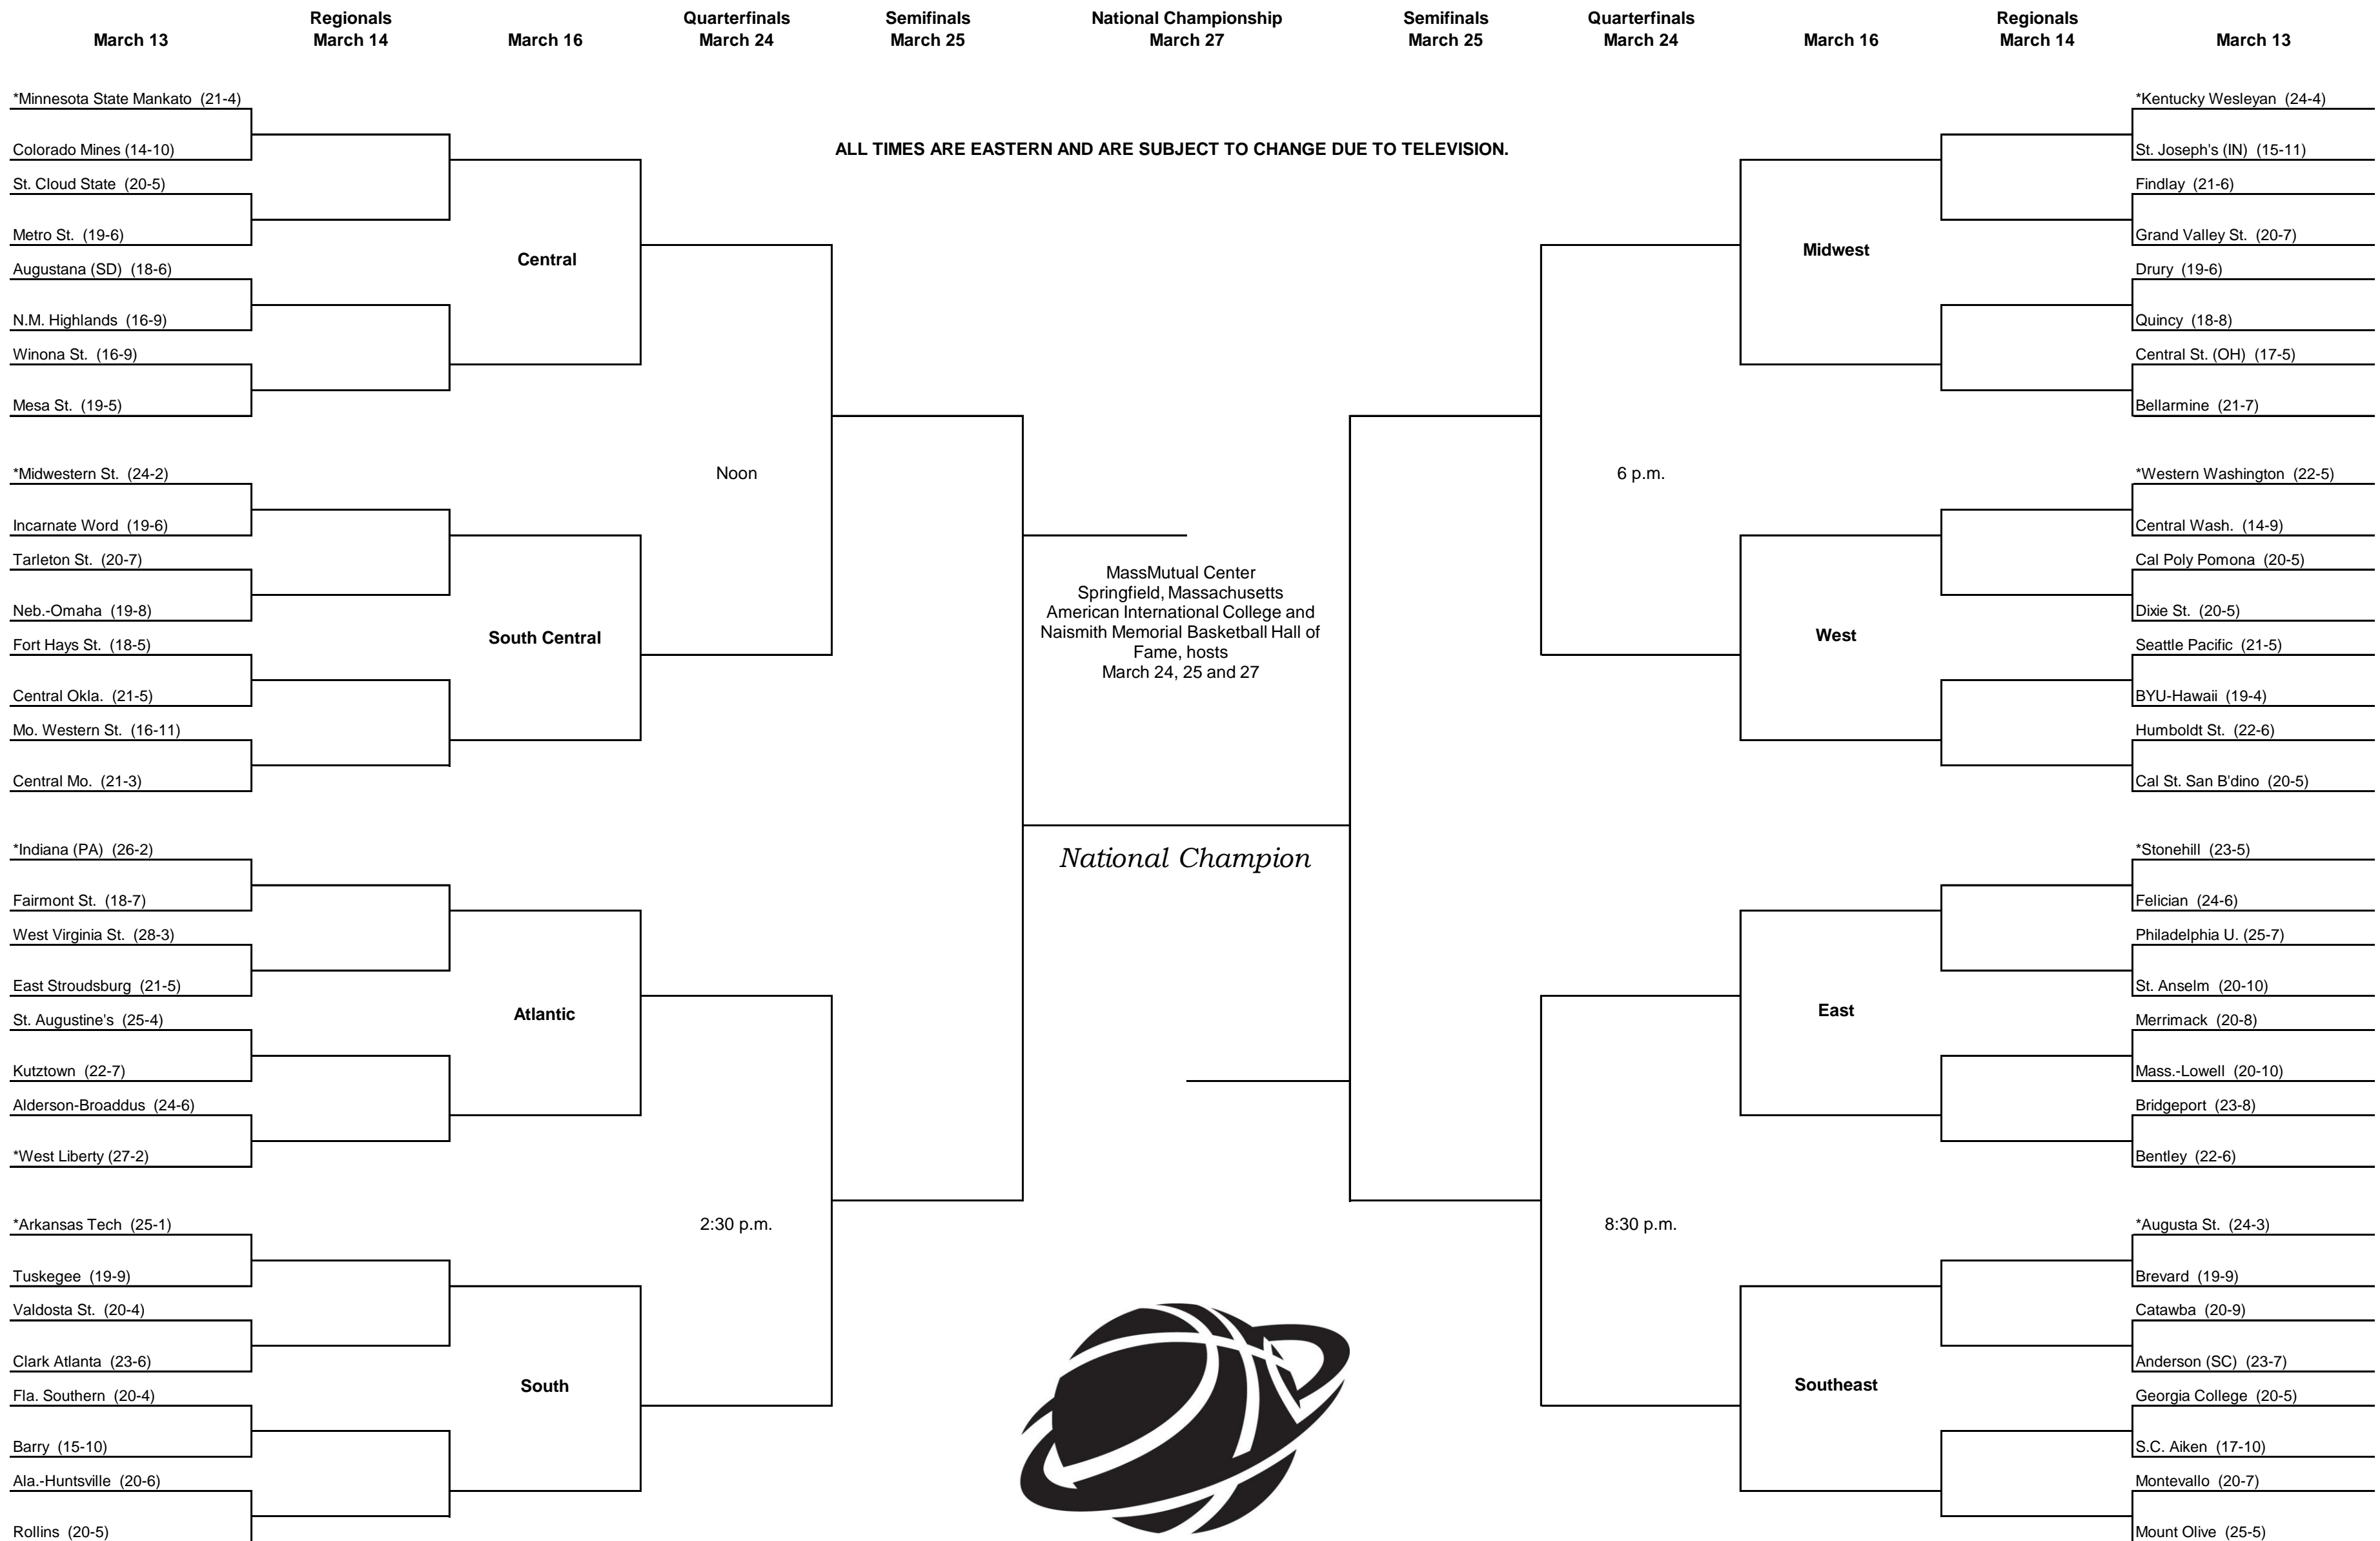 Regionals Quarterfinals Semifinals National Championship Semifinals Quarterfinals Regionals
March 13 March 14 March 16 March 24 March 25 March 27 March 25 March 24 March 16 March 14 March 13
ALL TIMES ARE EASTERN AND ARE SUBJECT TO CHANGE DUE TO TELEVISION.
*Minnesota State Mankato (21-4)
Colorado Mines (14-10)
St. Cloud State (20-5)
Metro St. (19-6)
Central
Augustana (SD) (18-6)
N.M. Highlands (16-9)
Winona St. (16-9)
Mesa St. (19-5)
Noon
*Midwestern St. (24-2)
Incarnate Word (19-6)
Tarleton St. (20-7)
Neb.-Omaha (19-8)
South Central
Fort Hays St. (18-5)
Central Okla. (21-5)
Mo. Western St. (16-11)
Central Mo. (21-3)
*Indiana (PA) (26-2)
Fairmont St. (18-7)
West Virginia St. (28-3)
East Stroudsburg (21-5)
Atlantic
St. Augustine's (25-4)
Kutztown (22-7)
Alderson-Broaddus (24-6)
*West Liberty (27-2)
2:30 p.m.
*Arkansas Tech (25-1)
Tuskegee (19-9)
Valdosta St. (20-4)
Clark Atlanta (23-6)
South
Fla. Southern (20-4)
Barry (15-10)
Ala.-Huntsville (20-6)
Rollins (20-5)
MassMutual Center
Springfield, Massachusetts
American International College and
Naismith Memorial Basketball Hall of
Fame, hosts
March 24, 25 and 27
National Champion
*Kentucky Wesleyan (24-4)
St. Joseph's (IN) (15-11)
Findlay (21-6)
Grand Valley St. (20-7)
Midwest
Drury (19-6)
Quincy (18-8)
Central St. (OH) (17-5)
Bellarmine (21-7)
6 p.m.
*Western Washington (22-5)
Central Wash. (14-9)
Cal Poly Pomona (20-5)
Dixie St. (20-5)
West
Seattle Pacific (21-5)
BYU-Hawaii (19-4)
Humboldt St. (22-6)
Cal St. San B'dino (20-5)
*Stonehill (23-5)
Felician (24-6)
Philadelphia U. (25-7)
St. Anselm (20-10)
East
Merrimack (20-8)
Mass.-Lowell (20-10)
Bridgeport (23-8)
Bentley (22-6)
8:30 p.m.
*Augusta St. (24-3)
Brevard (19-9)
Catawba (20-9)
Anderson (SC) (23-7)
Southeast
Georgia College (20-5)
S.C. Aiken (17-10)
Montevallo (20-7)
Mount Olive (25-5)